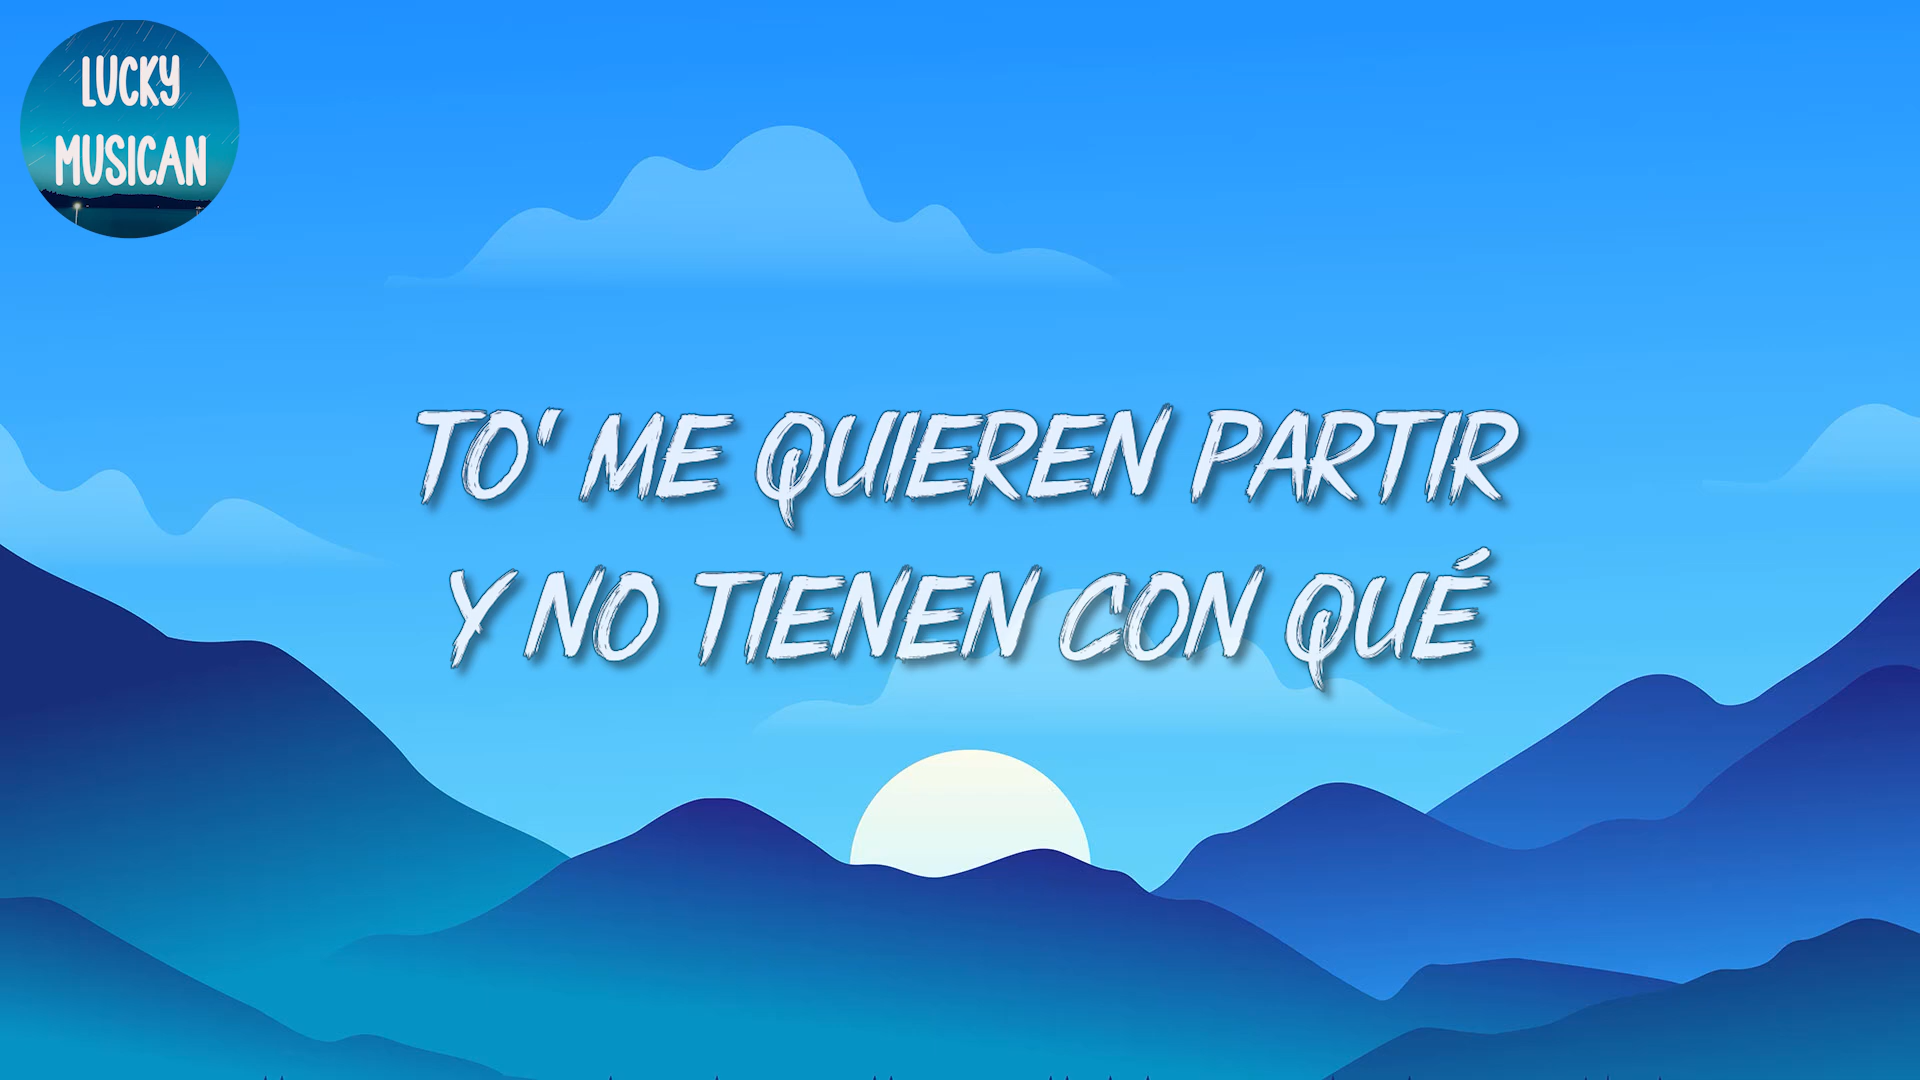 LUCKY
MUSICAN
TO' ME QUIEREN PARTIR
Y NO TIENEN CON QUÉ